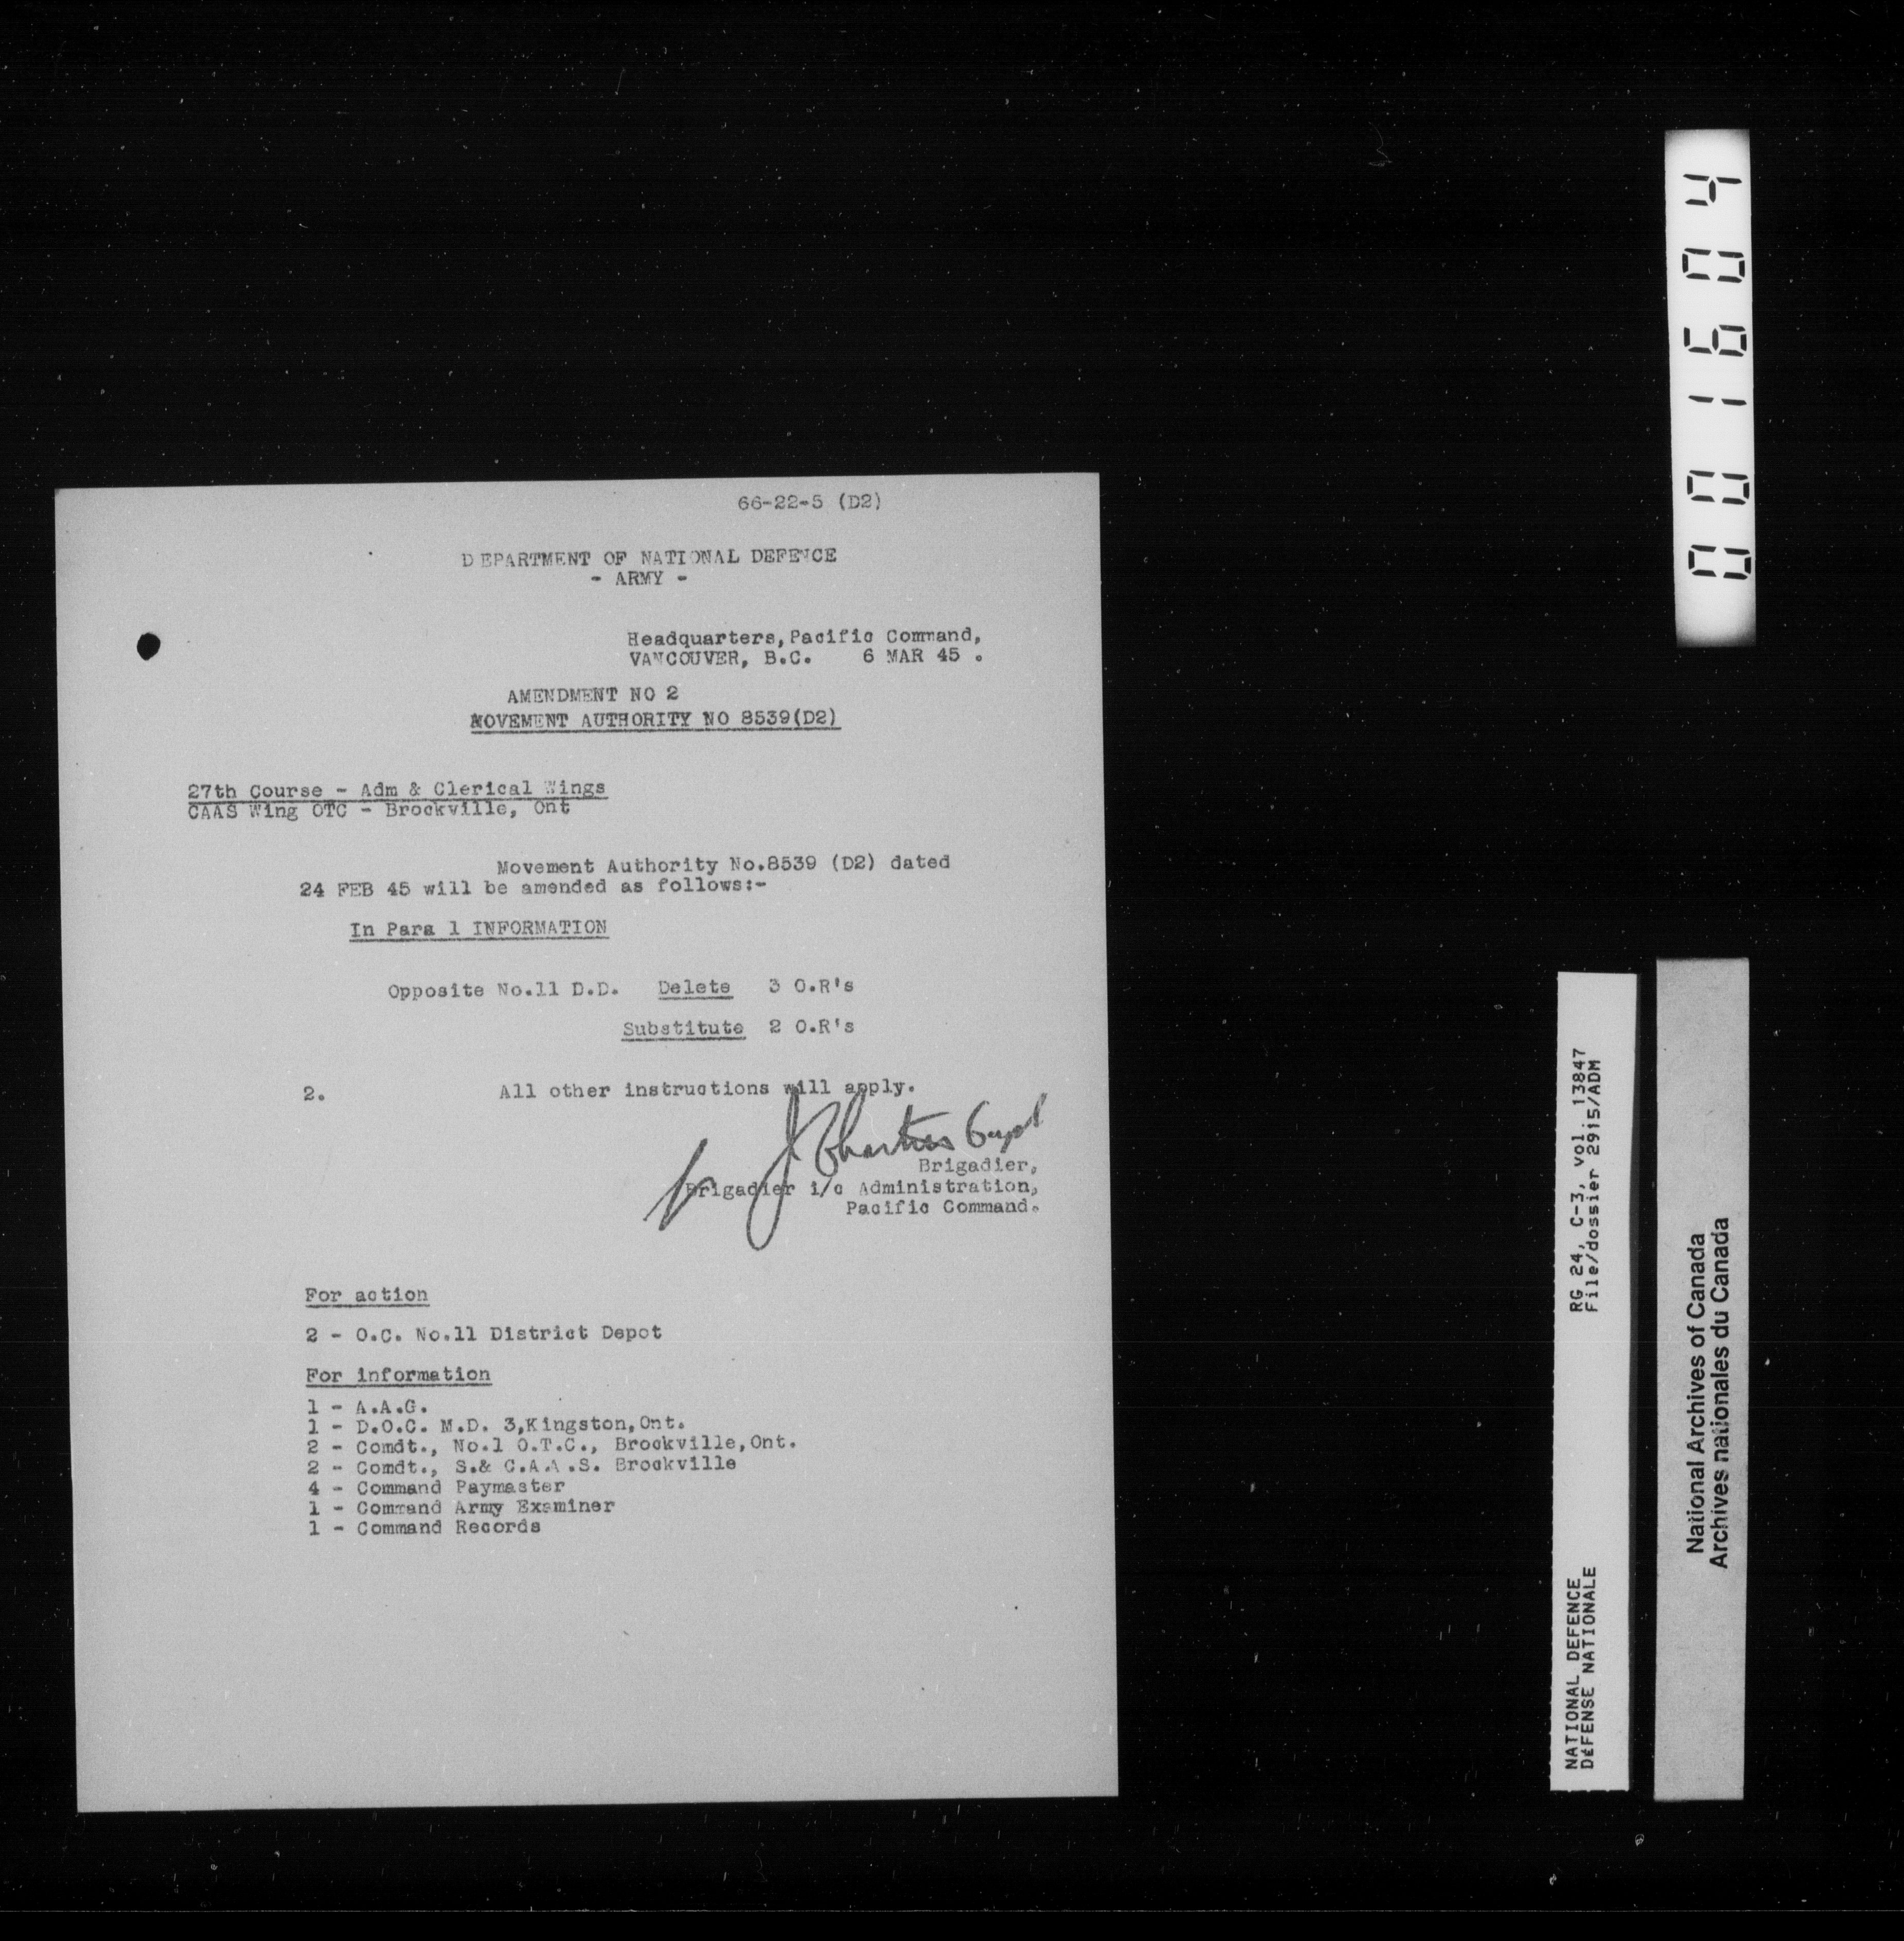 66-22-5 (D2)
DEPARTMENT OF NATIONAL DEFENCE
- ARMY -
Headquarters, Pacific Command,
VANCOUVER, B.C. 6 MAR 45 .
AMENDMENT NO 2
MOVEMENT AUTHORITY NO 8539(D2)
27th Course - Adm & Clerical Wings
CAAS Wing OTC - Brockville, Ont
Movement Authority No.8539 (D2) dated
24 FEB 45 will be amended as follows:-
In Para 1 INFORMATION
Opposite No.11 D.D. Delete 3 O.R's
Substitute 2 O.R's
2. All other instructions will apply.
Brigadier,
Brigadier i/c Administration,
Pacific Command.
For action
2 - O.C. No.11 District Depot
For information
1 - A.A.G.
1 - D.O.C. M.D. 3,Kingston,Ont.
2 - Comdt., No.1 O.T.C., Brockville,Ont.
2 - Comdt., S.& C.A.A.S. Brockville
4 - Command Paymaster
1 - Command Army Examiner
1 - Command Records
001604
NATIONAL DEFENCE RG 24, C-3, vol. 13847
DÉFENSE NATIONALE File/dossier 2915/ADM
National Archives of Canada
Archives nationales du Canada